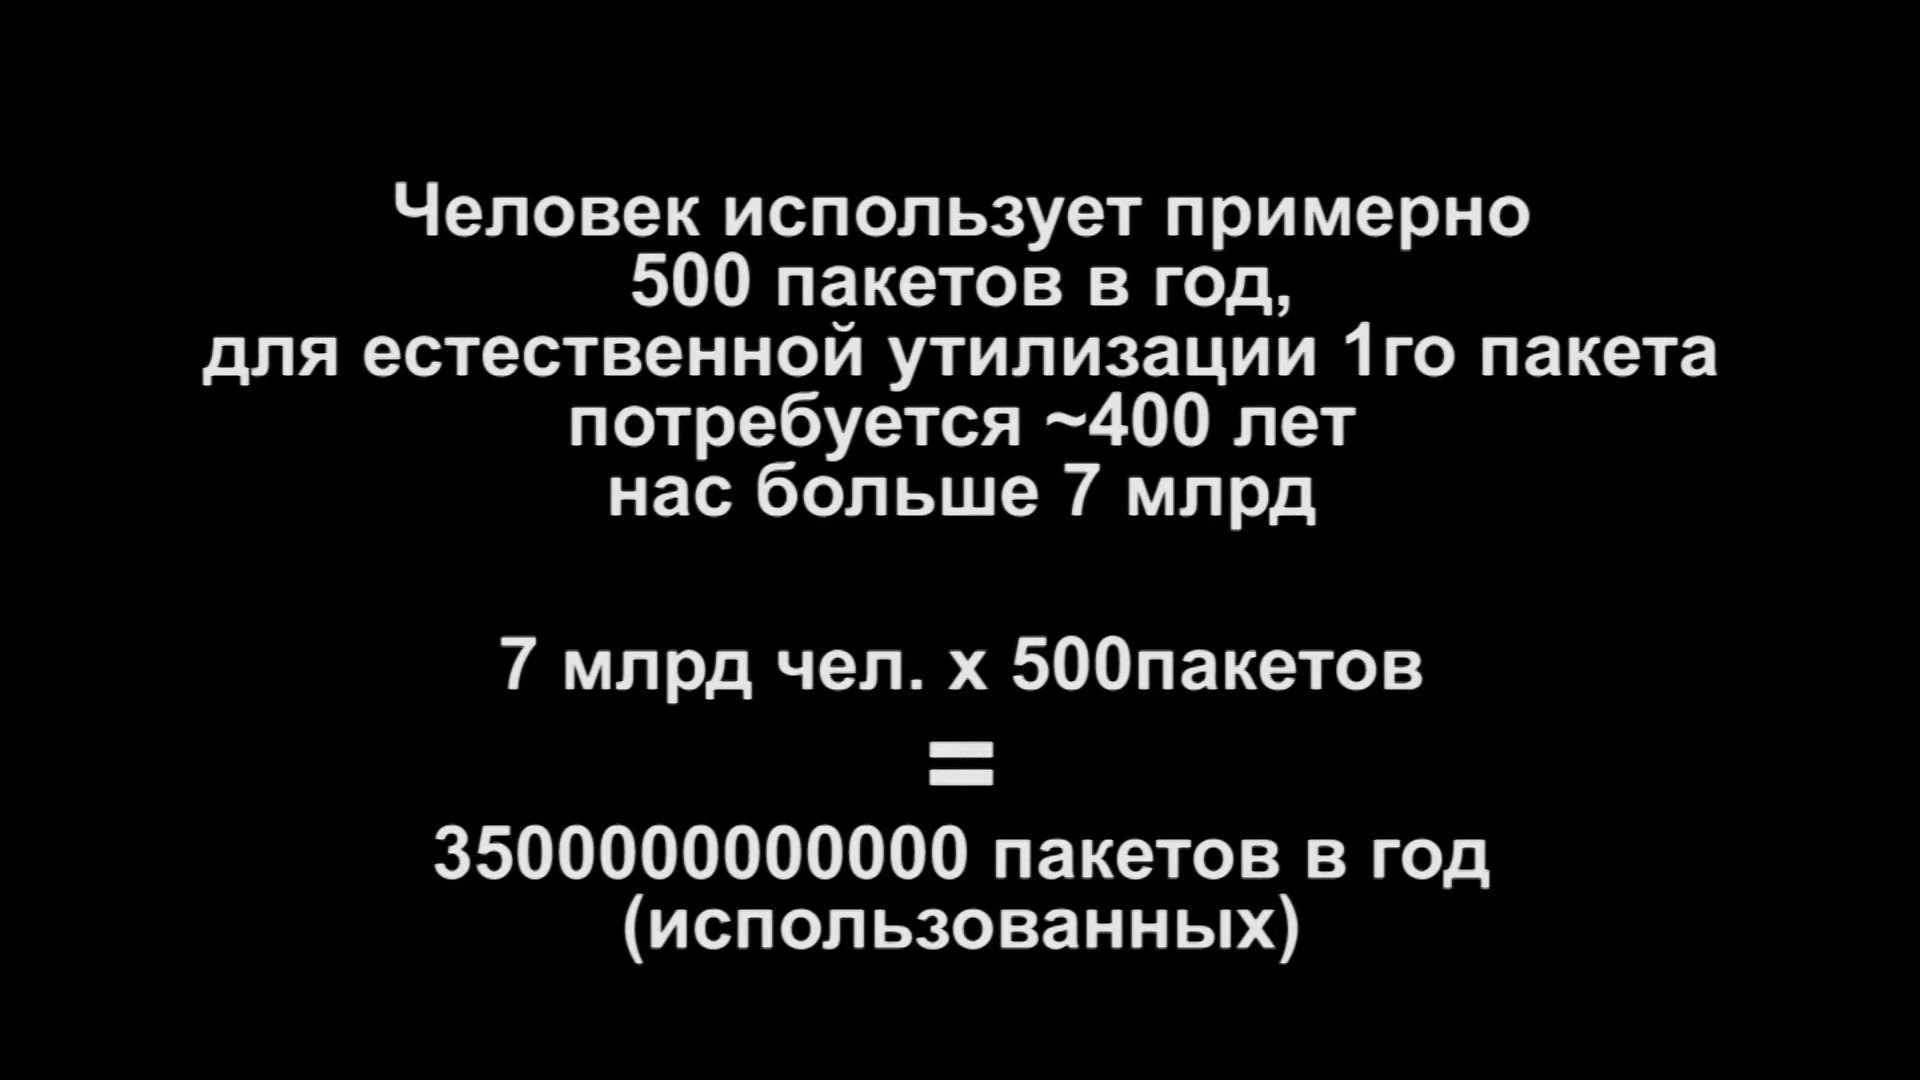 Человек использует примерно
500 пакетов в год,
для естественной утилизации 1го пакета
потребуется ~400 лет
нас больше 7 млрд
7 млрд чел. х 500пакетов
=
3500000000000 пакетов в год
(использованных)